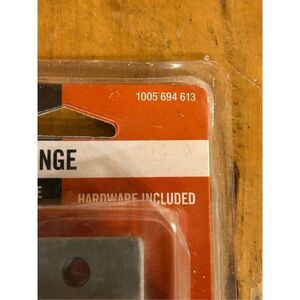 1005 694 613
NGE
E
HARDWARE INCLUDED